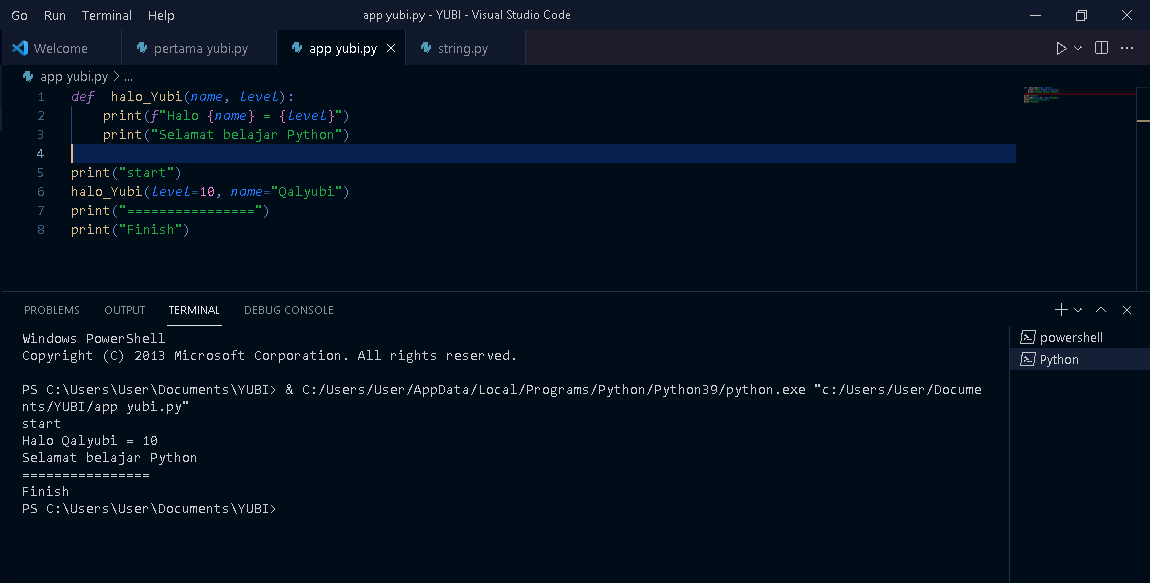 Go Run Terminal Help app yubi.py - YUBI - Visual Studio Code
Welcome pertama yubi.py app yubi.py string.py
app yubi.py > ...
1 def  halo_Yubi(name, level):
2     print(f"Halo {name} = {level}")
3     print("Selamat belajar Python")
4
5 print("start")
6 halo_Yubi(level=10, name="Qalyubi")
7 print("================")
8 print("Finish")
PROBLEMS OUTPUT TERMINAL DEBUG CONSOLE
Windows PowerShell
Copyright (C) 2013 Microsoft Corporation. All rights reserved.
PS C:\Users\User\Documents\YUBI> & C:/Users/User/AppData/Local/Programs/Python/Python39/python.exe "c:/Users/User/Docume
nts/YUBI/app yubi.py"
start
Halo Qalyubi = 10
Selamat belajar Python
================
Finish
PS C:\Users\User\Documents\YUBI>
powershell
Python